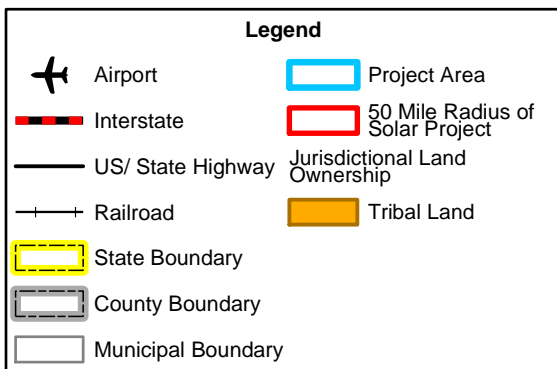 Legend
Airport
Interstate
US/ State Highway
Railroad
State Boundary
County Boundary
Municipal Boundary
Project Area
50 Mile Radius of
Solar Project
Jurisdictional Land
Ownership
Tribal Land